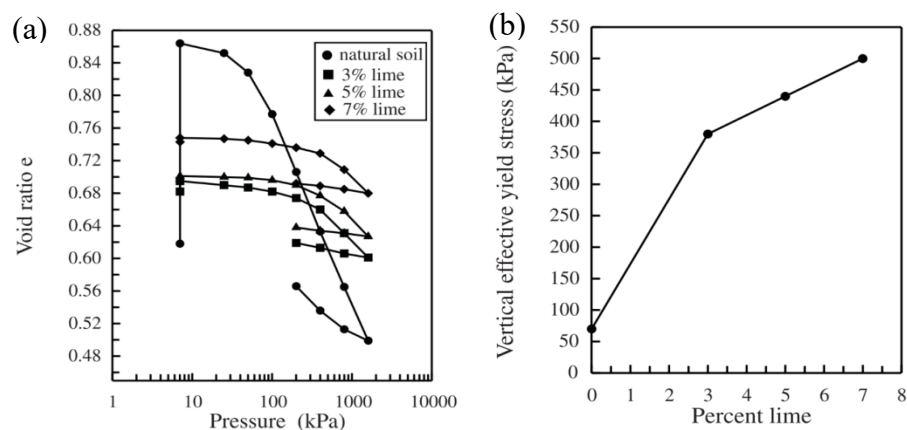 (a)
0.88
0.84
0.80
0.76
0.72
0.68
0.64
0.60
0.56
0.52
0.48
Void ratio e
natural soil
3% lime
5% lime
7% lime
1 10 100 1000 10000
Pressure (kPa)
(b)
500
450
400
350
300
250
200
150
100
50
0
Vertical effective yield stress (kPa)
0 1 2 3 4 5 6 7 8
Percent lime